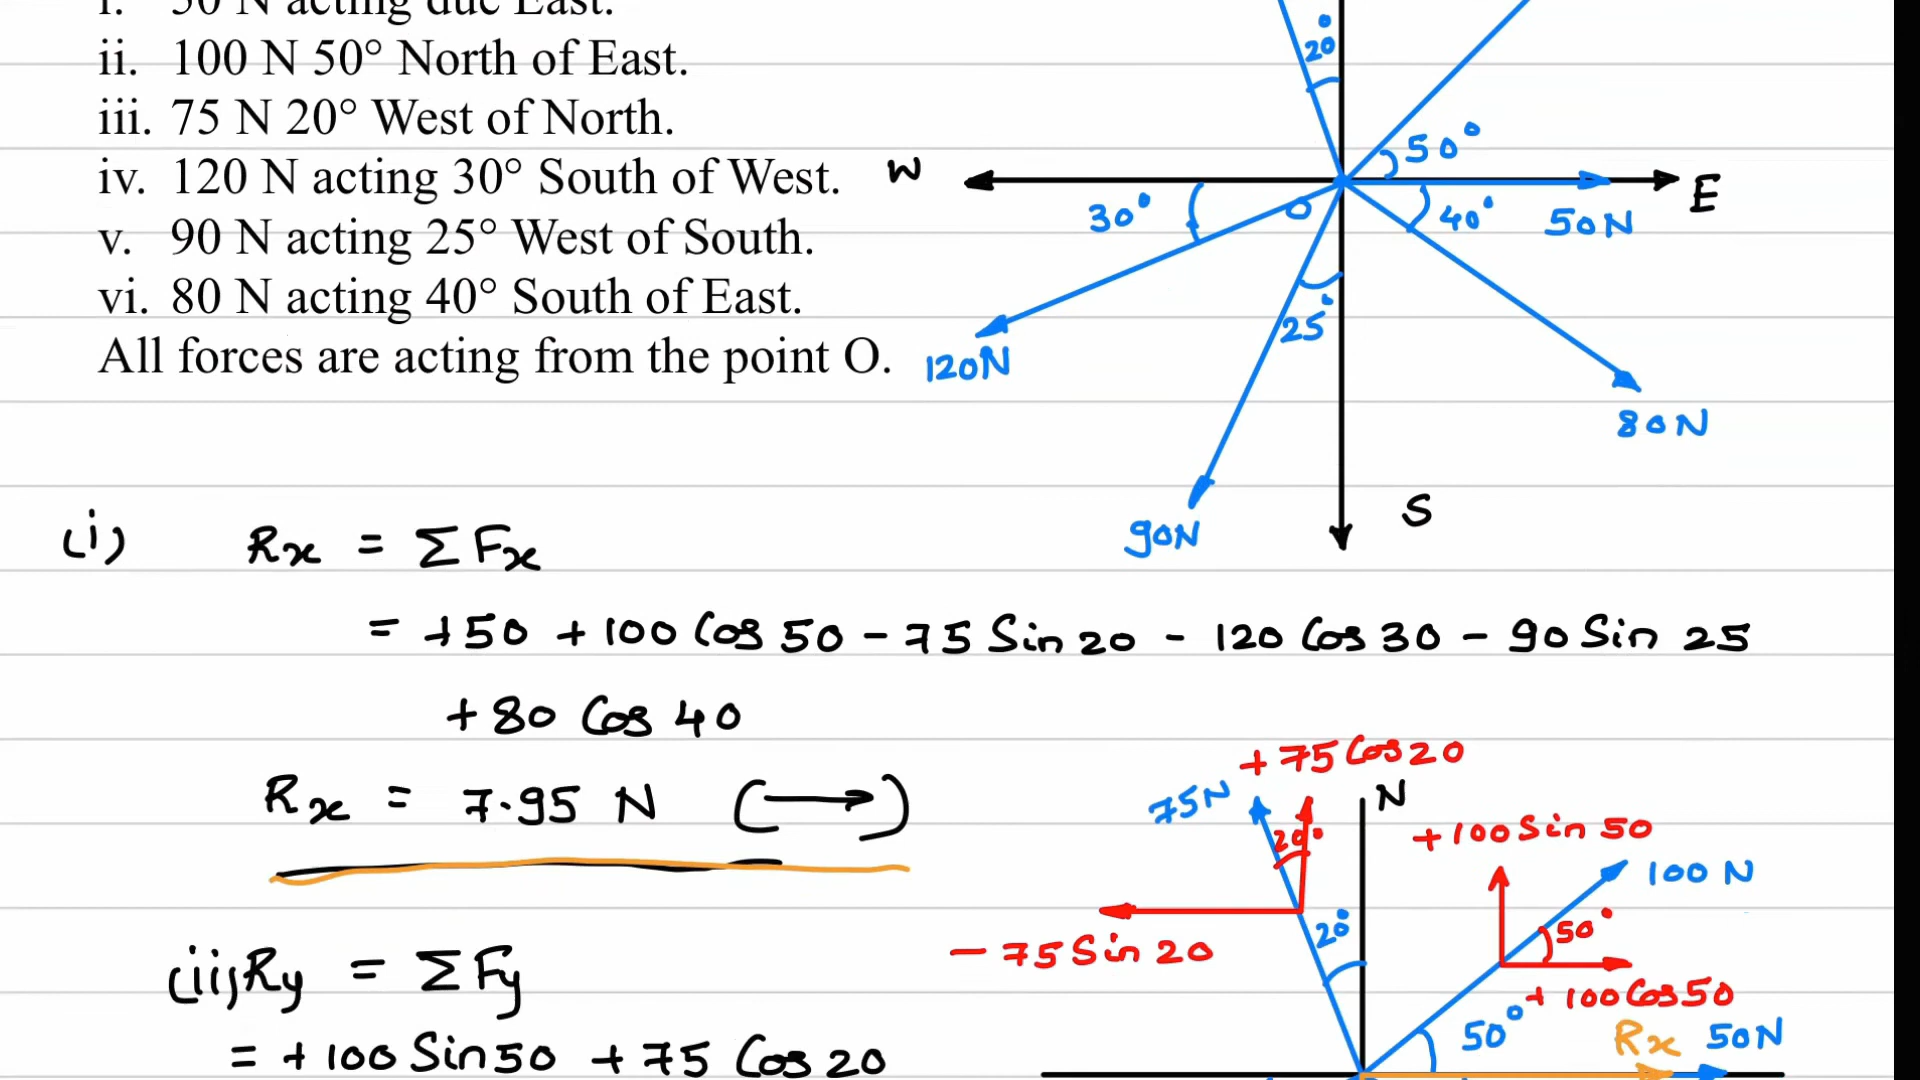 i. 50 N acting due East.
ii. 100 N 50° North of East.
iii. 75 N 20° West of North.
iv. 120 N acting 30° South of West.
v. 90 N acting 25° West of South.
vi. 80 N acting 40° South of East.
All forces are acting from the point O.
20°
50°
W
E
30°
O
40°
50N
25°
120N
80N
S
90N
(i) Rx = ΣFx
= +50 + 100 Cos 50 - 75 Sin 20 - 120 Cos 30 - 90 Sin 25
+ 80 Cos 40
Rx = 7.95 N (→)
(ii) Ry = ΣFy
= + 100 Sin 50 + 75 Cos 20
+ 75 Cos 20
75N
N
20°
+ 100 Sin 50
100 N
20°
50°
- 75 Sin 20
+ 100 Cos 50
50°
Rx
50N